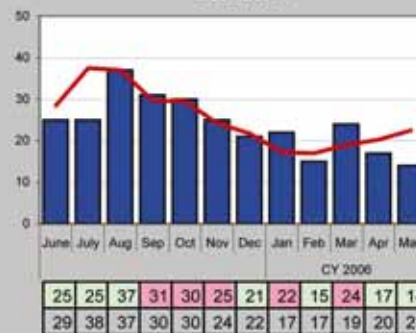 50
40
30
20
10
0
June July Aug Sep Oct Nov Dec Jan Feb Mar Apr
CY 2006
25 25 37 31 30 25 21 22 15 24 17
29 38 37 30 30 24 22 17 17 19 20